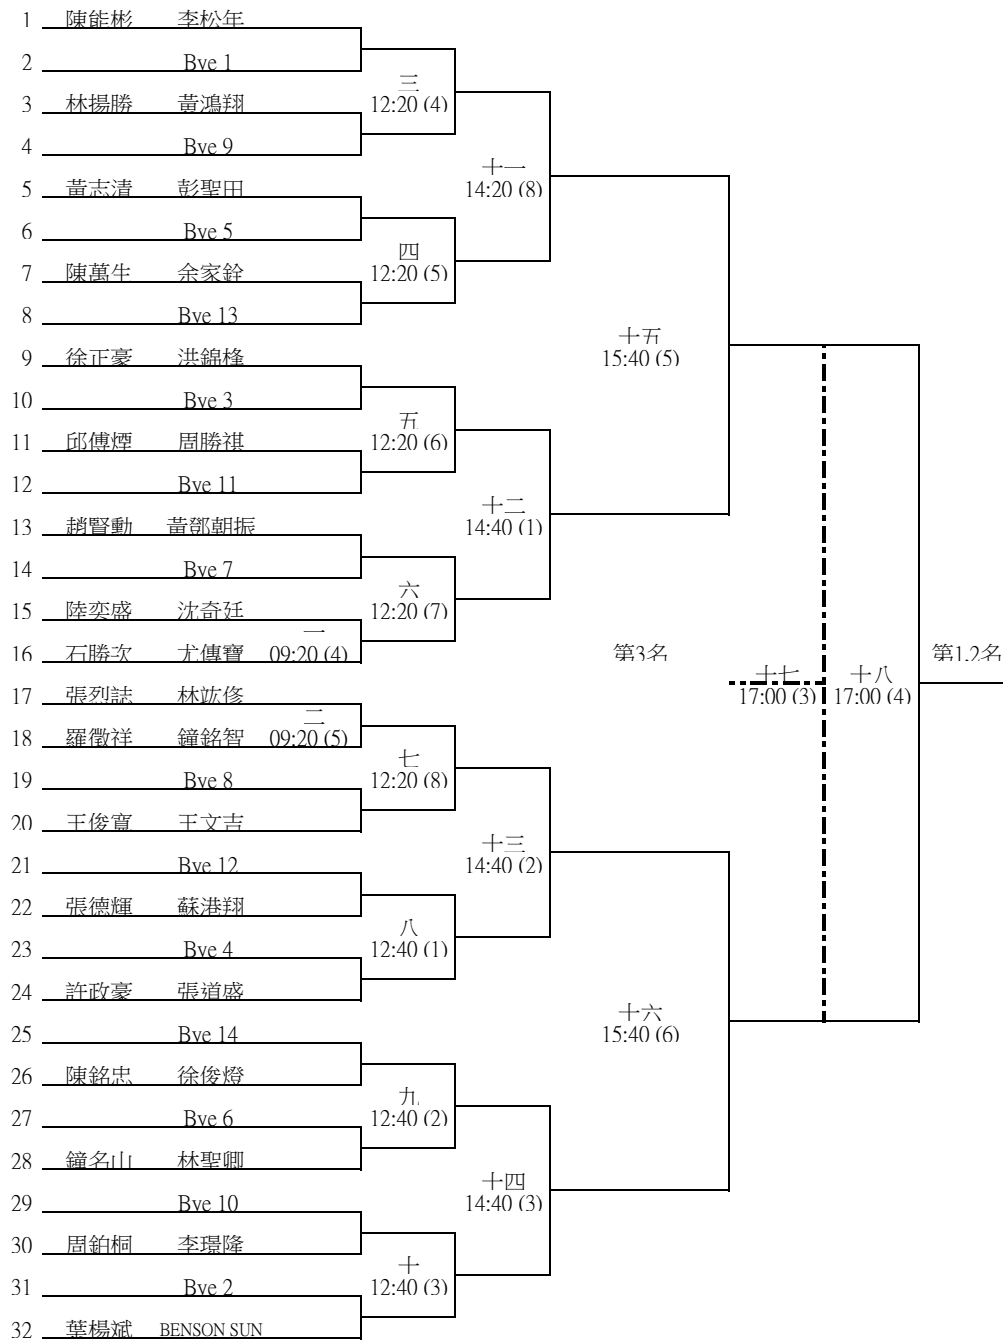 1 陳能彬 李松年
2 Bye 1
三
12:20 (4)
3 林揚勝 黃鴻翔
4 Bye 9
十一
14:20 (8)
5 黃志清 彭聖田
6 Bye 5
四
12:20 (5)
7 陳萬生 余家銓
8 Bye 13
十五
15:40 (5)
9 徐正豪 洪錦榷
10 Bye 3
五
12:20 (6)
11 邱傅煙 周勝祺
12 Bye 11
十二
14:40 (1)
13 趙賢勳 黃鄧朝振
14 Bye 7
六
12:20 (7)
15 陸奕盛 沈奇廷
一
16 石勝次 尤傳寶 09:20 (4)
第3名
十七
17:00 (3)
十八
17:00 (4)
第1,2名
17 張烈誌 林竑修
二
18 羅徵祥 鐘銘智 09:20 (5)
七
12:20 (8)
19 Bye 8
20 王俊寬 王文吉
十三
14:40 (2)
21 Bye 12
22 張德輝 蘇港翔
八
12:40 (1)
23 Bye 4
24 許政豪 張道盛
十六
15:40 (6)
25 Bye 14
26 陳銘忠 徐俊燈
九
12:40 (2)
27 Bye 6
28 鐘名山 林聖卿
十四
14:40 (3)
29 Bye 10
30 周鉑桐 李璟隆
十
12:40 (3)
31 Bye 2
32 葉楊斌 BENSON SUN